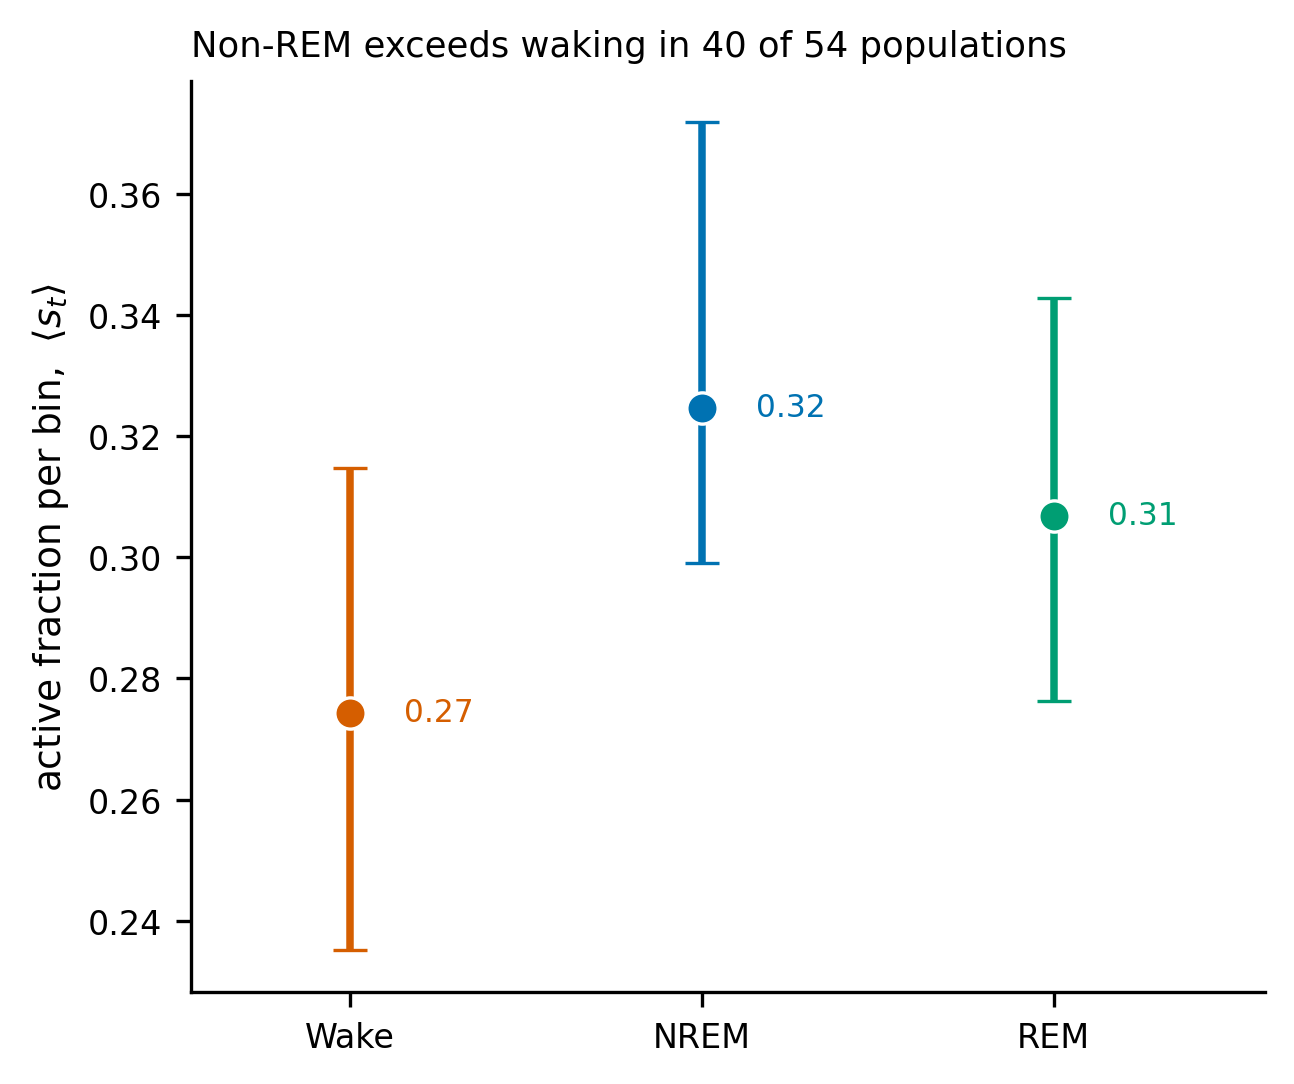 Non-REM exceeds waking in 40 of 54 populations
active fraction per bin, ⟨s_t⟩
0.36
0.34
0.32
0.30
0.28
0.26
0.24
0.27
0.32
0.31
Wake
NREM
REM